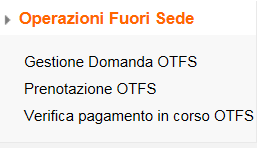 Operazioni Fuori Sede
Gestione Domanda OTFS
Prenotazione OTFS
Verifica pagamento in corso OTFS